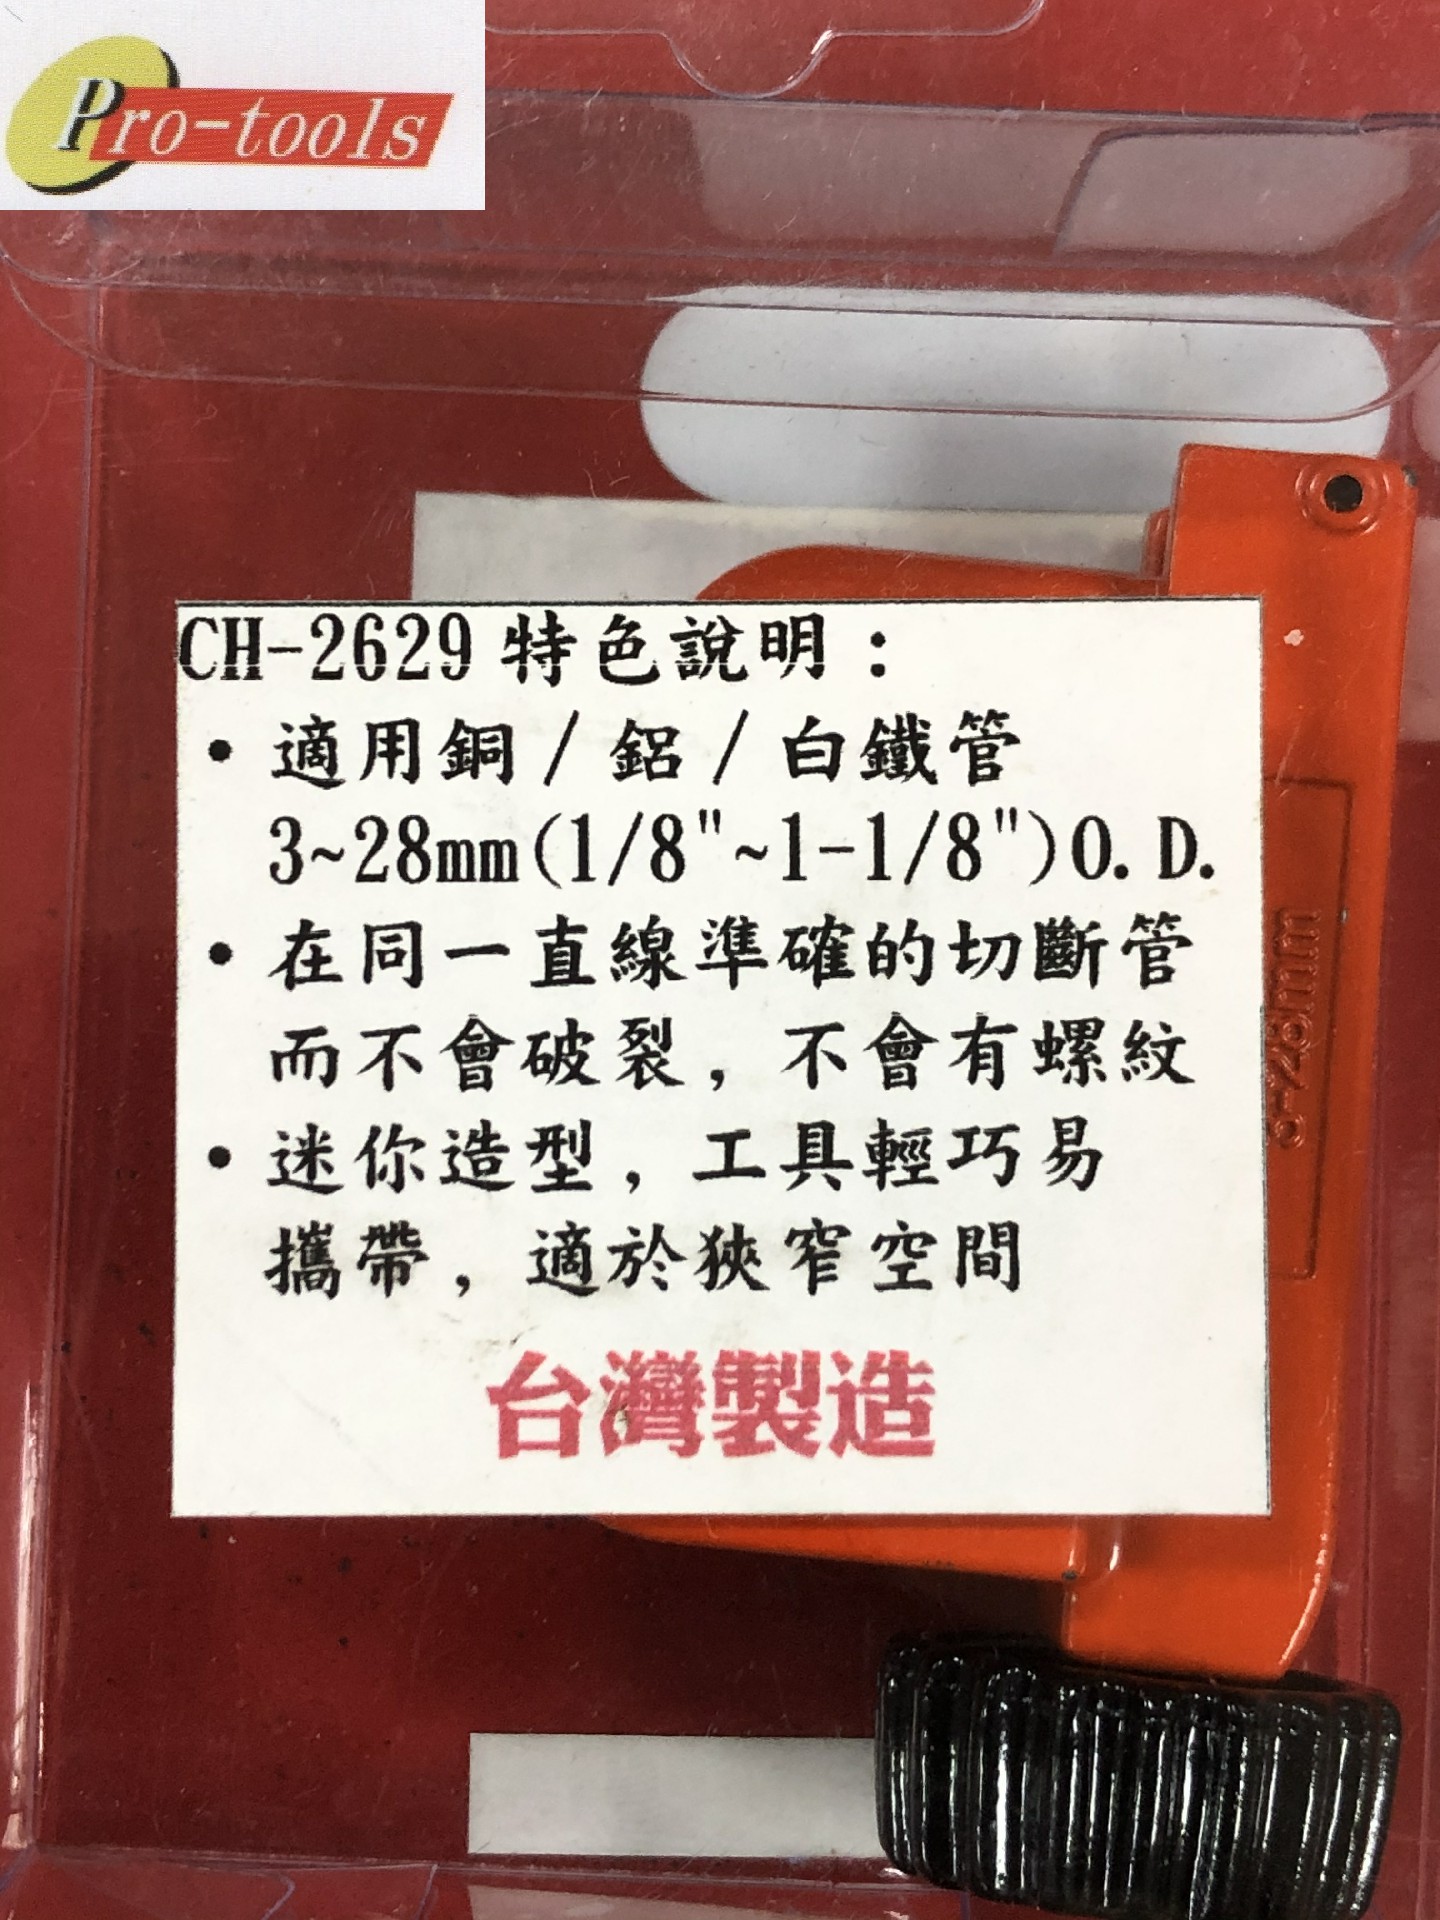 Pro-tools
CH-2629 特色說明：
• 適用銅/鋁/白鐵管
3~28mm(1/8"~1-1/8")O.D.
• 在同一直線準確的切斷管
而不會破裂，不會有螺紋
• 迷你造型，工具輕巧易
攜帶，適於狹窄空間
台灣製造
3-28mm